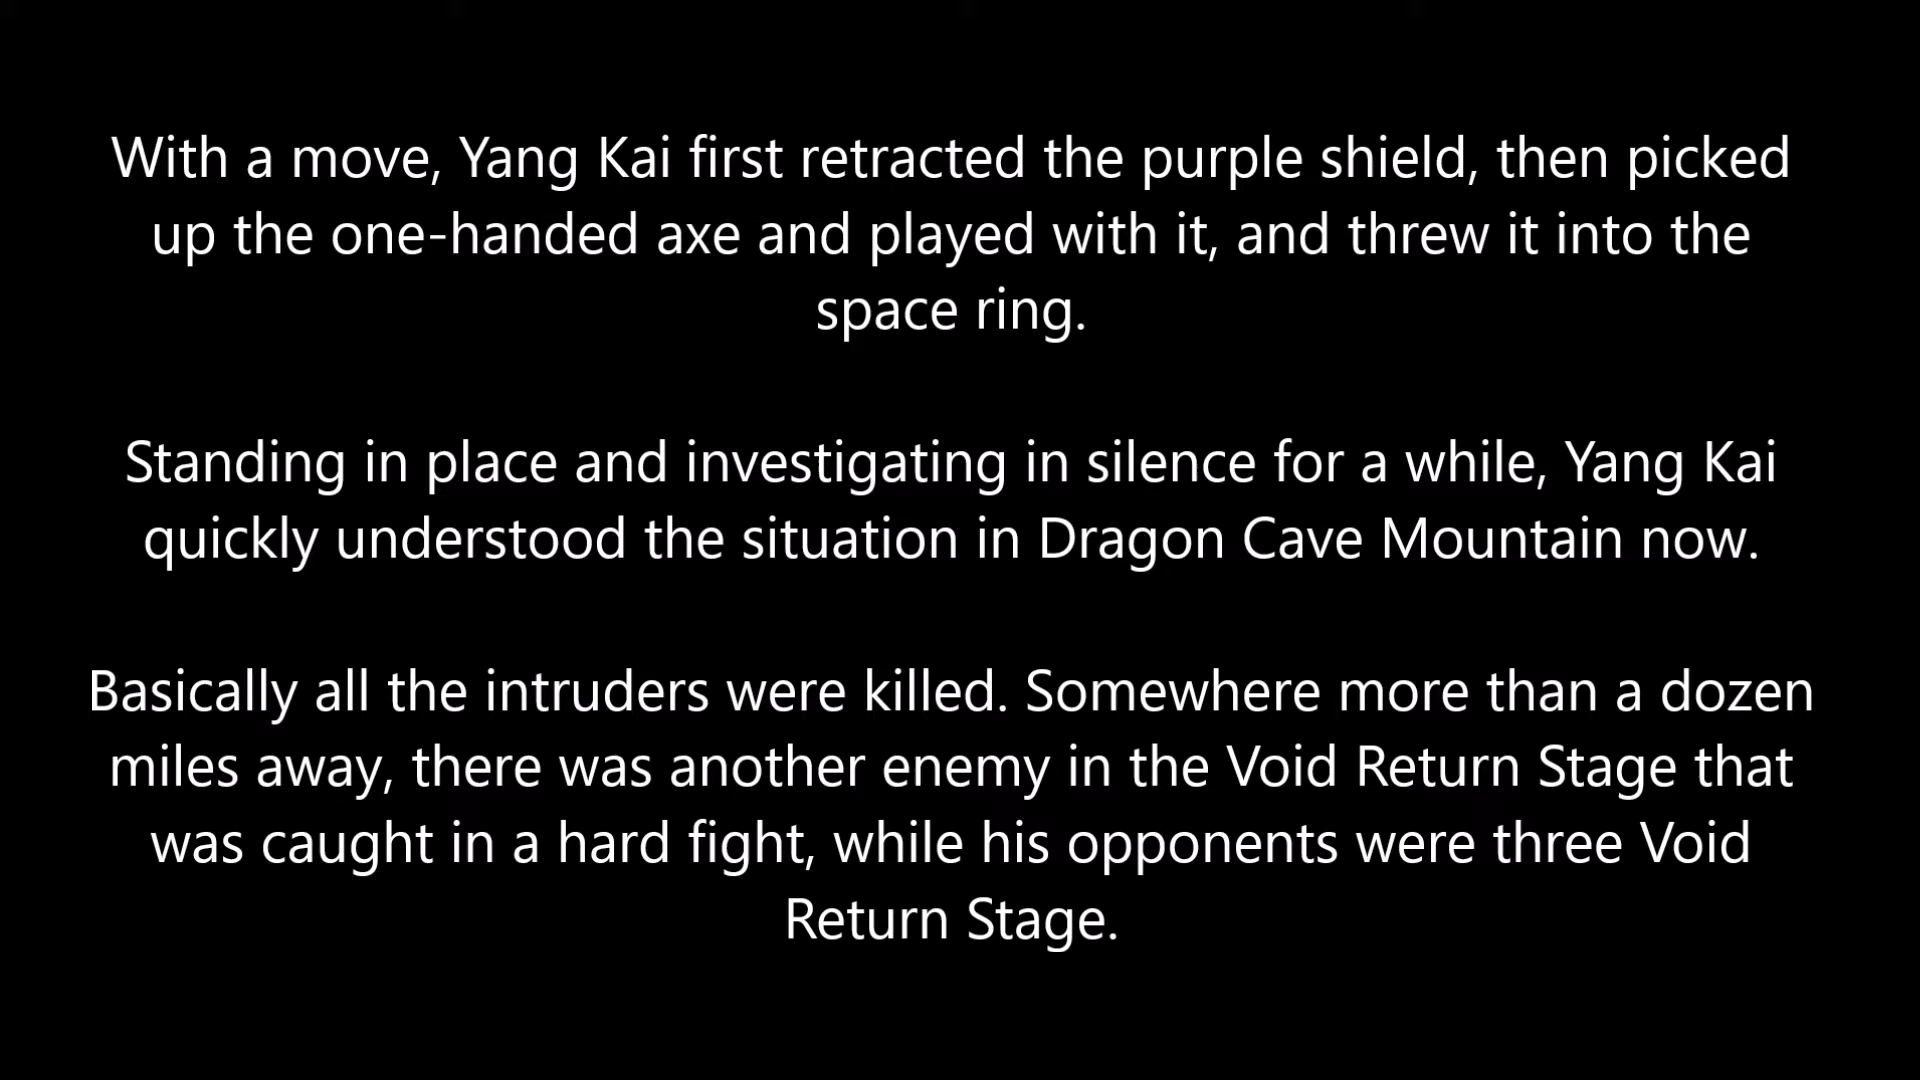 With a move, Yang Kai first retracted the purple shield, then picked
up the one-handed axe and played with it, and threw it into the
space ring.
Standing in place and investigating in silence for a while, Yang Kai
quickly understood the situation in Dragon Cave Mountain now.
Basically all the intruders were killed. Somewhere more than a dozen
miles away, there was another enemy in the Void Return Stage that
was caught in a hard fight, while his opponents were three Void
Return Stage.